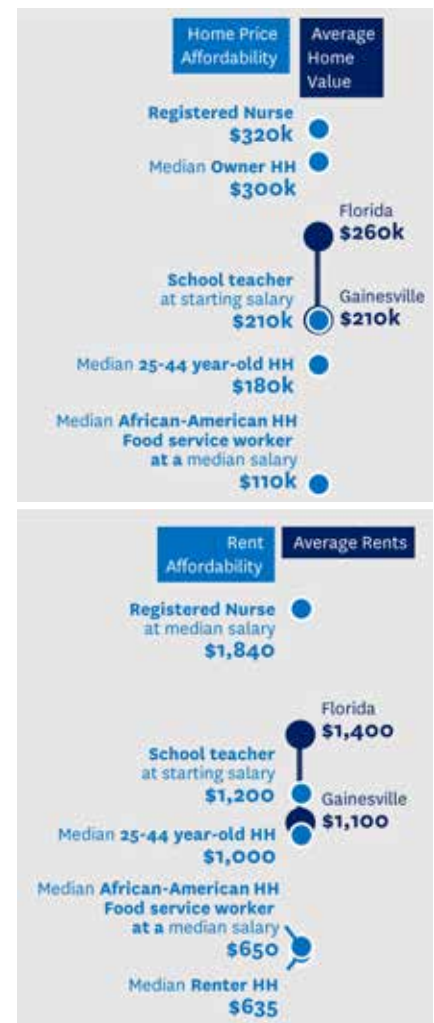 Home Price
Affordability
Average
Home
Value
Registered Nurse
$320k
Median Owner HH
$300k
Florida
$260k
School teacher
at starting salary
$210k
Gainesville
$210k
Median 25-44 year-old HH
$180k
Median African-American HH
Food service worker
at a median salary
$110k
Rent
Affordability
Average Rents
Registered Nurse
at median salary
$1,840
Florida
$1,400
School teacher
at starting salary
$1,200
Gainesville
$1,100
Median 25-44 year-old HH
$1,000
Median African-American HH
Food service worker
at a median salary
$650
Median Renter HH
$635